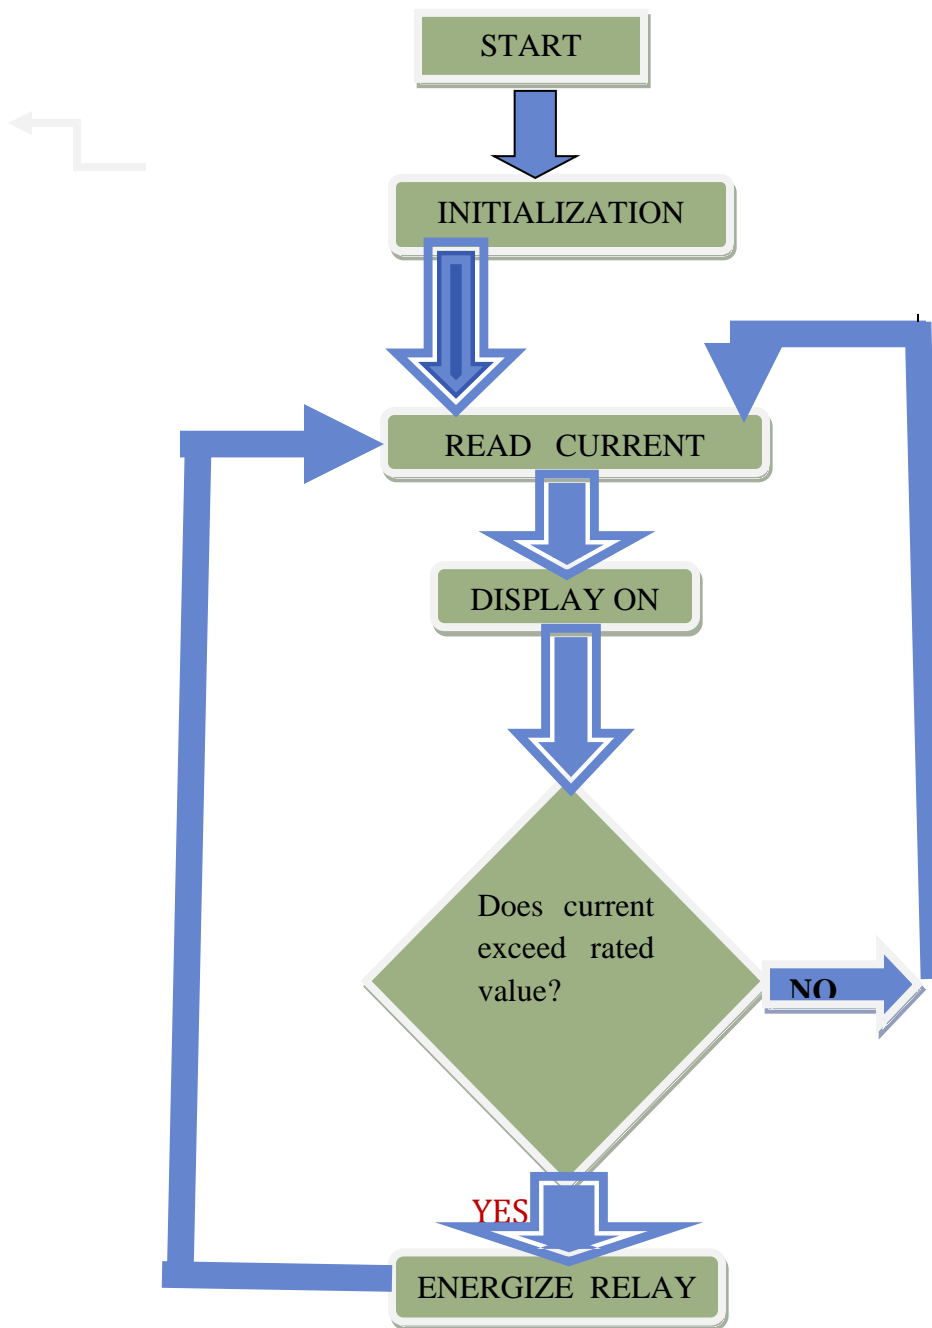 START
INITIALIZATION
READ CURRENT
DISPLAY ON
Does current
exceed rated
value?
NO
YES
ENERGIZE RELAY